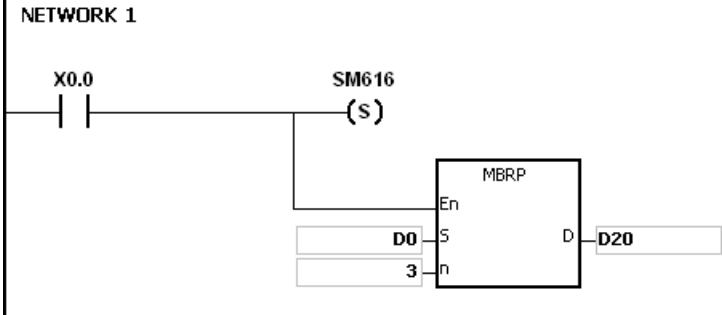 NETWORK 1
X0.0 SM616
(S)
MBRP
En
D0 S D D20
3 n